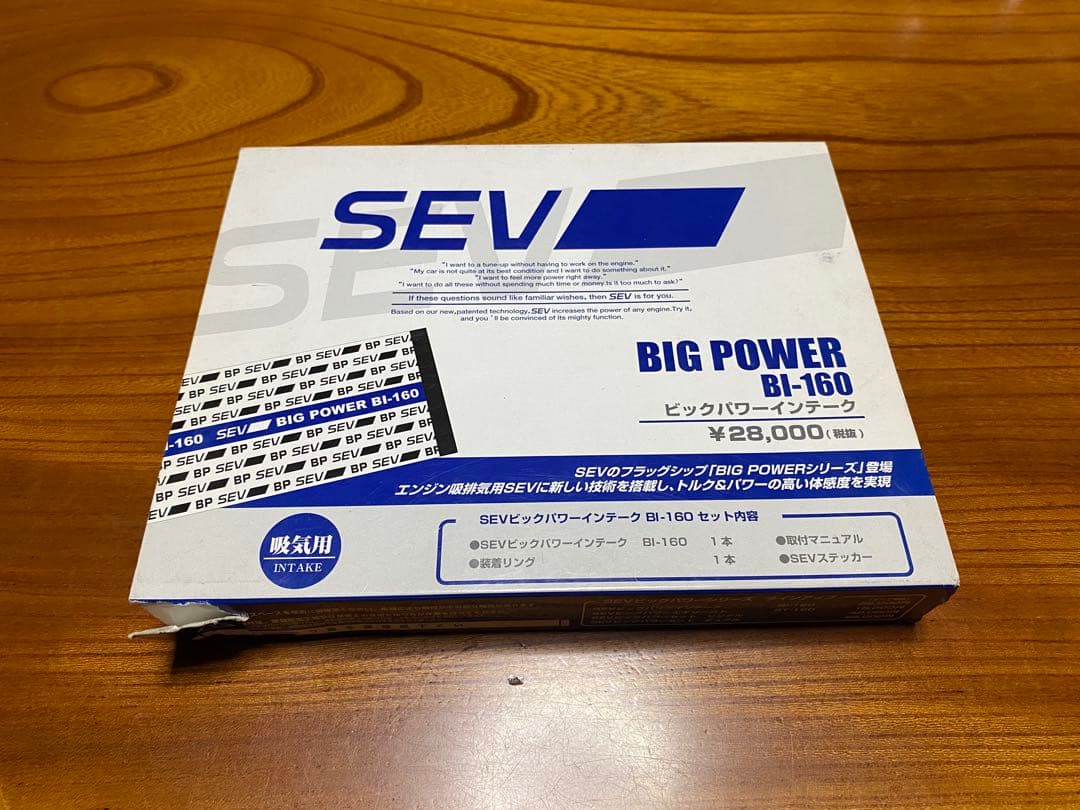 SEV
"I want to a tune-up without having to work on the engine."
"My car is not quite at its best condition and I want to do something about it."
"I want to feel more power right away."
"I want to do all these without spending much time or money.Is it too much to ask!"
If these questions sound like familiar wishes, then SEV is for you.
Based on our new,patented technology,SEV increases the power of any engine.Try it,
and you'll be convinced of its mighty function.
BP SEV BP SEV BP
-160 SEV BIG POWER BI-160
BIG POWER
BI-160
ビックパワーインテーク
¥28,000(税抜)
SEVのフラッグシップ「BIG POWERシリーズ」登場
エンジン吸排気用SEVに新しい技術を搭載し、トルク&パワーの高い体感度を実現
吸気用
INTAKE
SEVビックパワーインテーク BI-160 セット内容
●SEVビックパワーインテーク BI-160 1本 ●取付マニュアル
●装着リング 1本 ●SEVステッカー